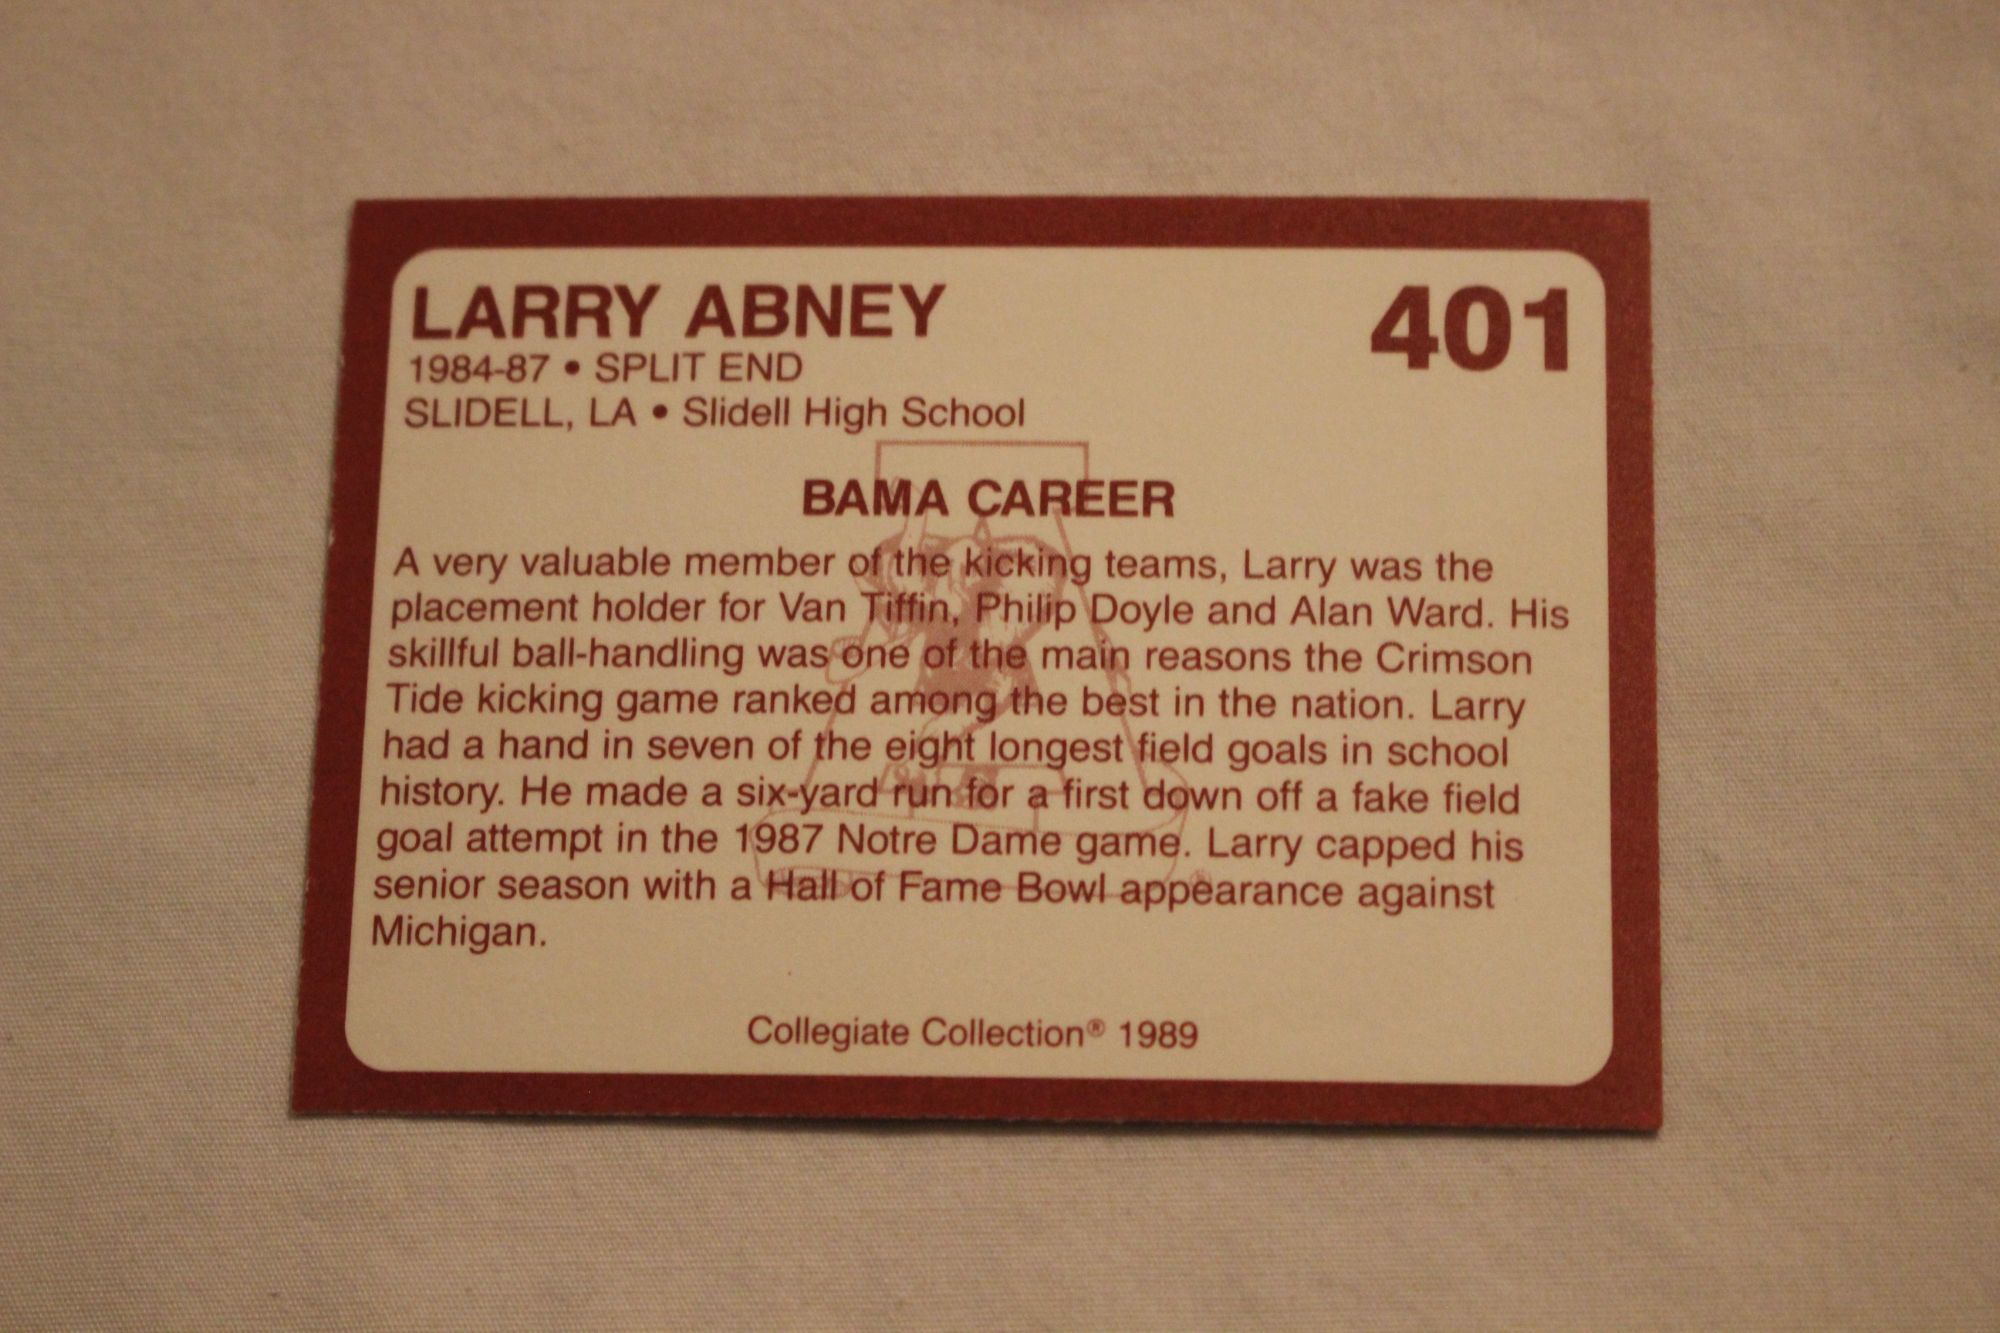 LARRY ABNEY 401
1984-87 • SPLIT END
SLIDELL, LA • Slidell High School
BAMA CAREER
A very valuable member of the kicking teams, Larry was the
placement holder for Van Tiffin, Philip Doyle and Alan Ward. His
skillful ball-handling was one of the main reasons the Crimson
Tide kicking game ranked among the best in the nation. Larry
had a hand in seven of the eight longest field goals in school
history. He made a six-yard run for a first down off a fake field
goal attempt in the 1987 Notre Dame game. Larry capped his
senior season with a Hall of Fame Bowl appearance against
Michigan.
Collegiate Collection® 1989